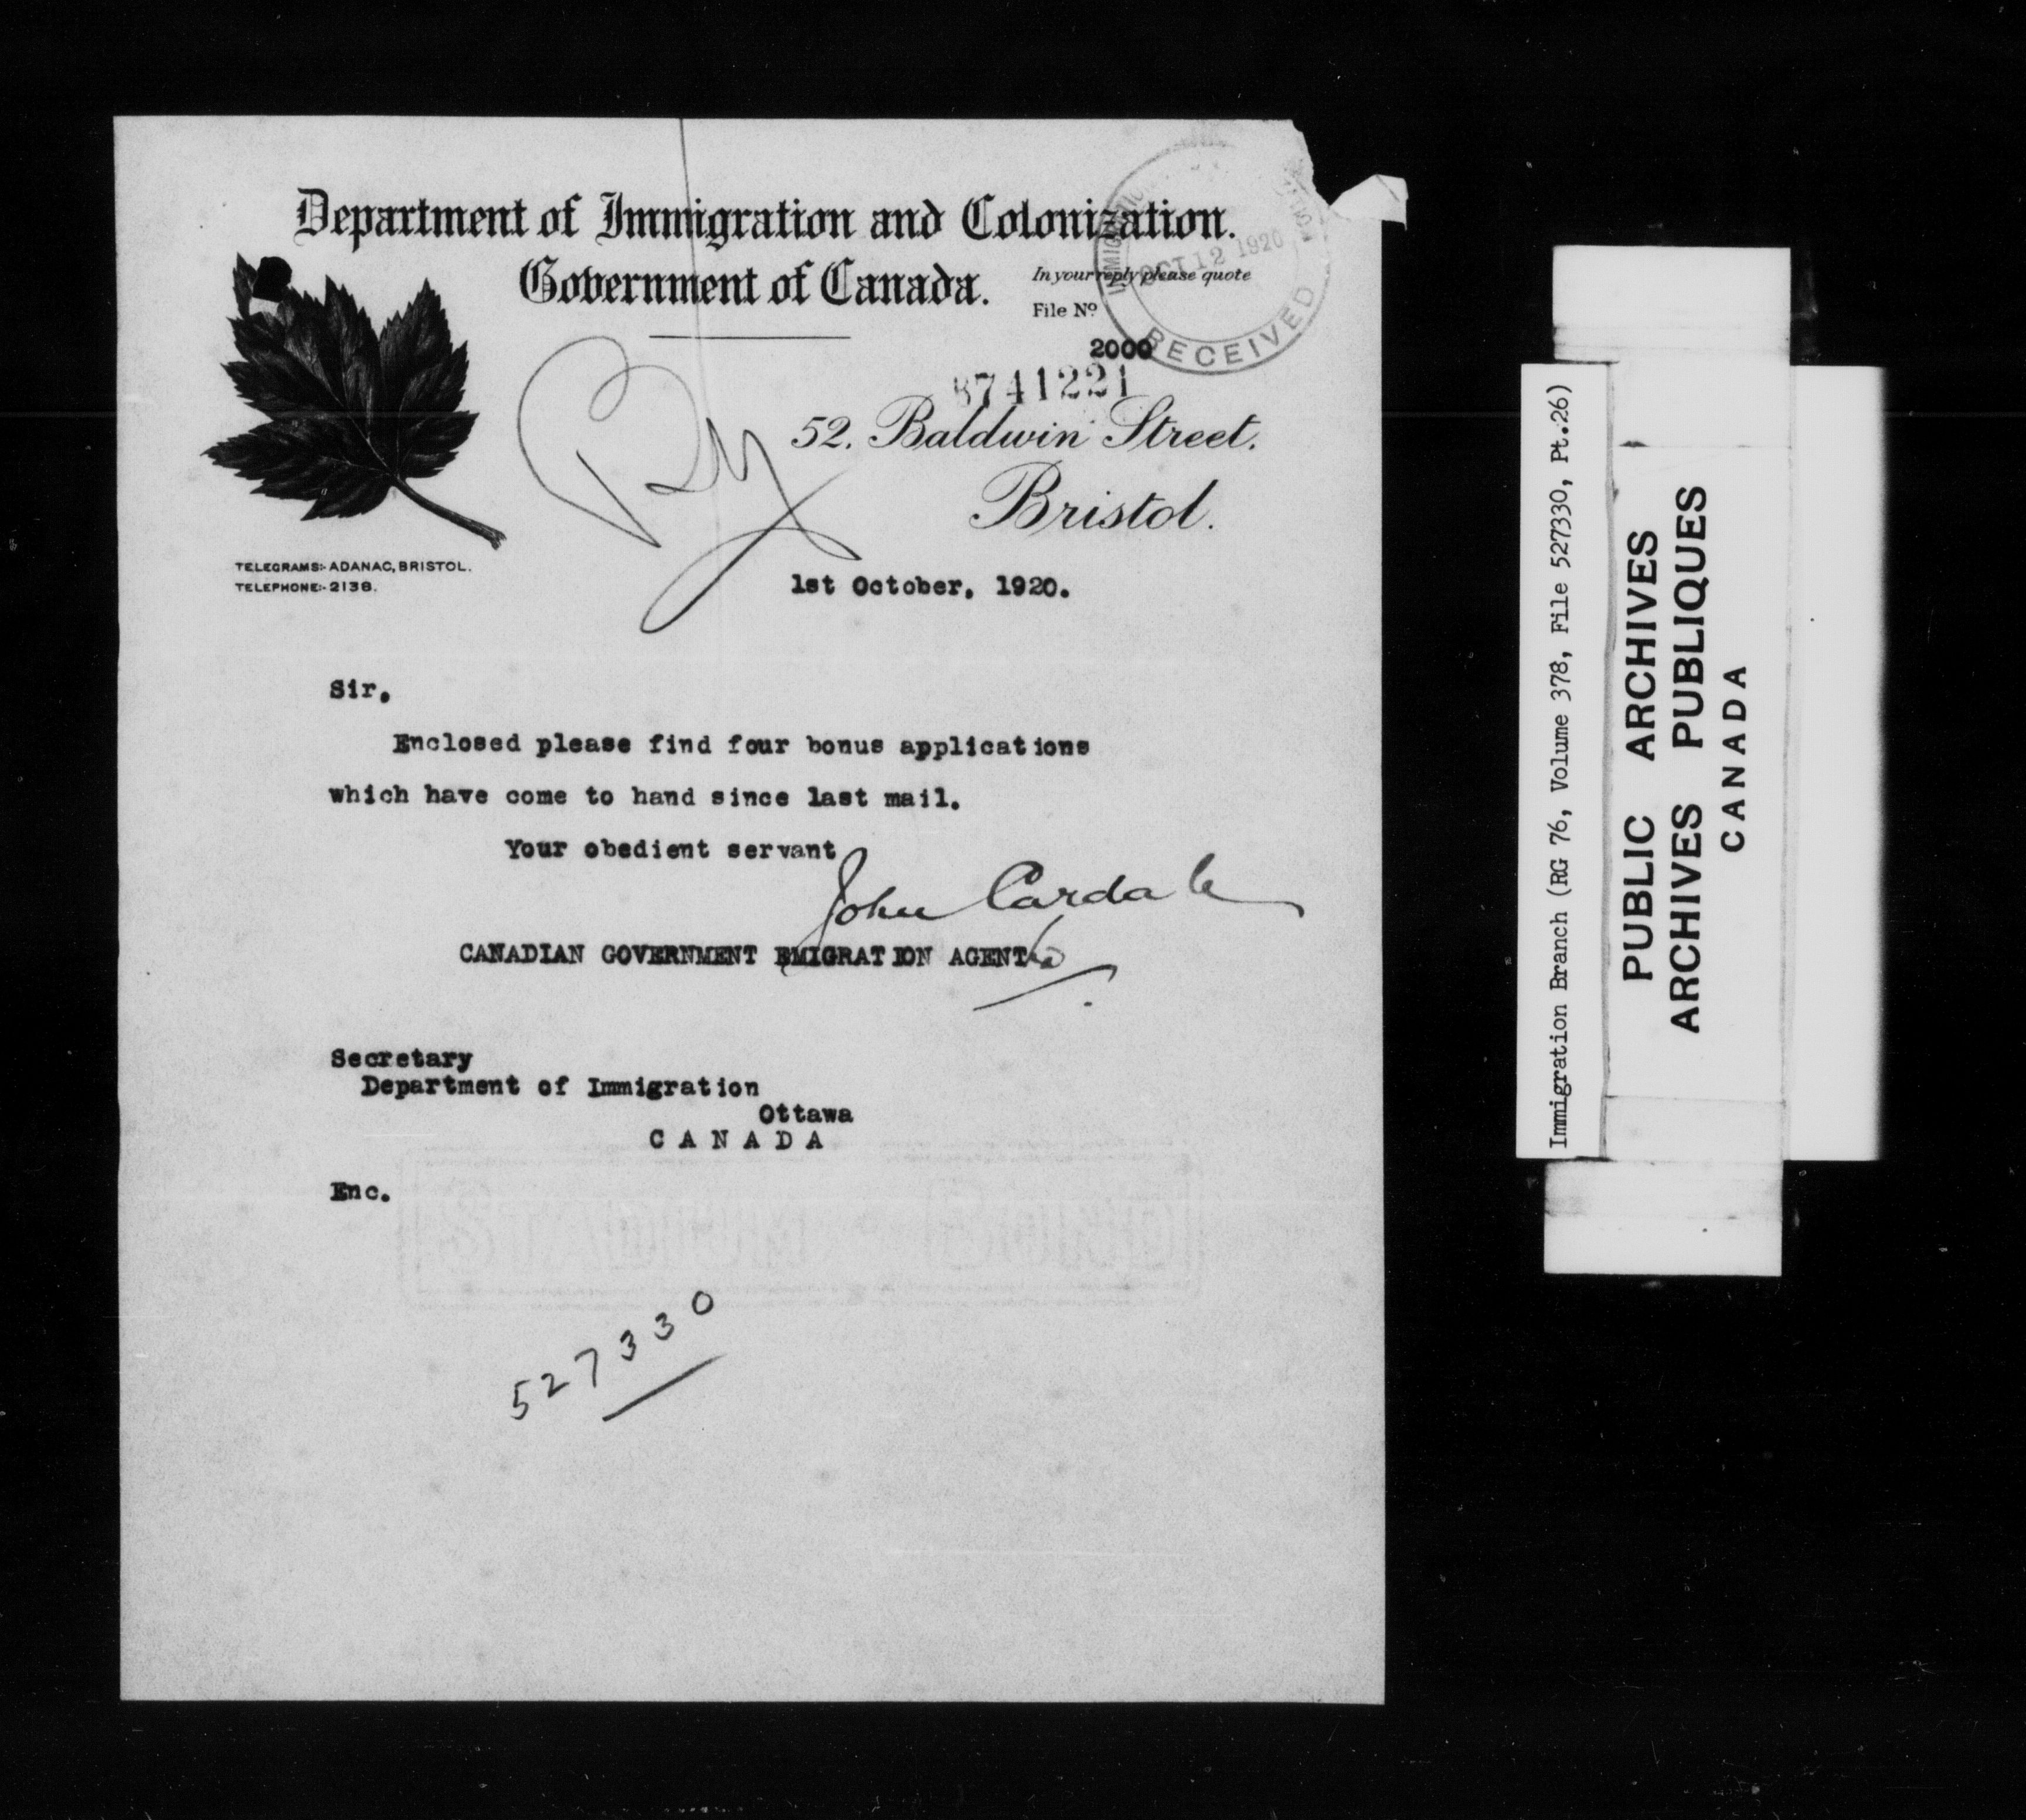 Department of Immigration and Colonization.
Government of Canada.
In your reply please quote
File No.
2000
OCT 12 1920
RECEIVED
741221
52. Baldwin Street.
Bristol.
TELEGRAMS:- ADANAC, BRISTOL.
TELEPHONE:- 2138.
1st October, 1920.
Sir,
Enclosed please find four bonus applications
which have come to hand since last mail.
Your obedient servant
John Cardale
CANADIAN GOVERNMENT EMIGRATION AGENT
Secretary
Department of Immigration
Ottawa
C A N A D A
Enc.
527330
Immigration Branch (RG 76, Volume 378, File 527330, Pt.26)
PUBLIC ARCHIVES
ARCHIVES PUBLIQUES
CANADA